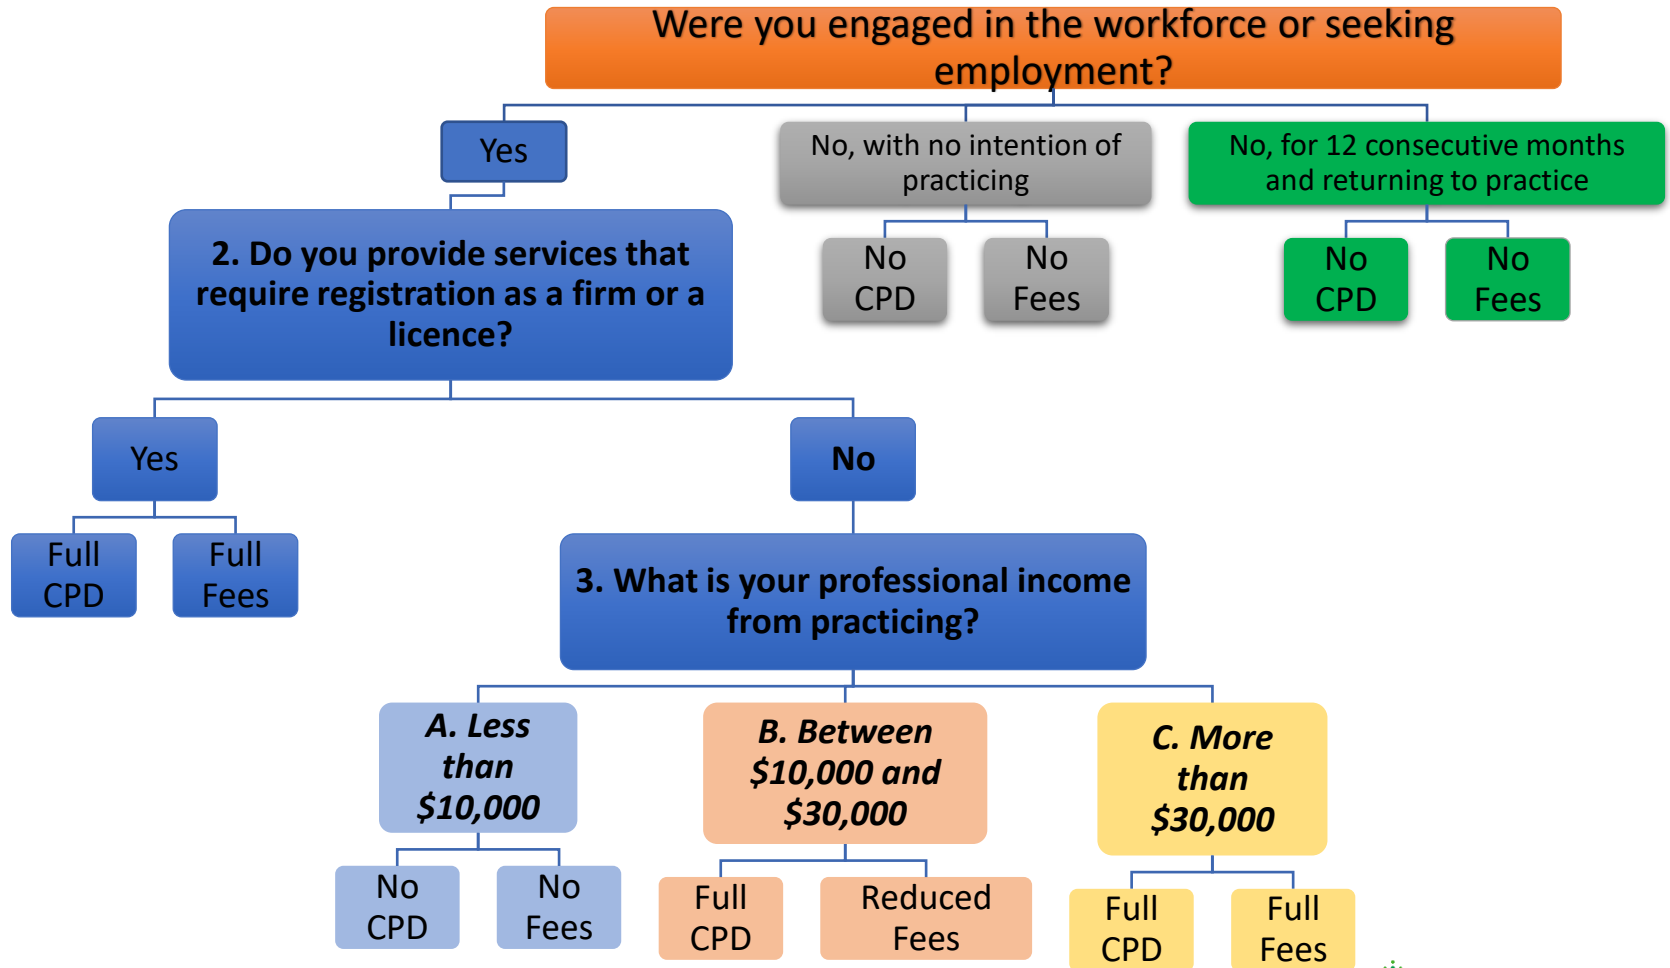 Were you engaged in the workforce or seeking
employment?
Yes
No, with no intention of
practicing
No, for 12 consecutive months
and returning to practice
No
CPD
No
Fees
No
CPD
No
Fees
2. Do you provide services that
require registration as a firm or a
licence?
Yes
No
Full
CPD
Full
Fees
3. What is your professional income
from practicing?
A. Less
than
$10,000
B. Between
$10,000 and
$30,000
C. More
than
$30,000
No
CPD
No
Fees
Full
CPD
Reduced
Fees
Full
CPD
Full
Fees